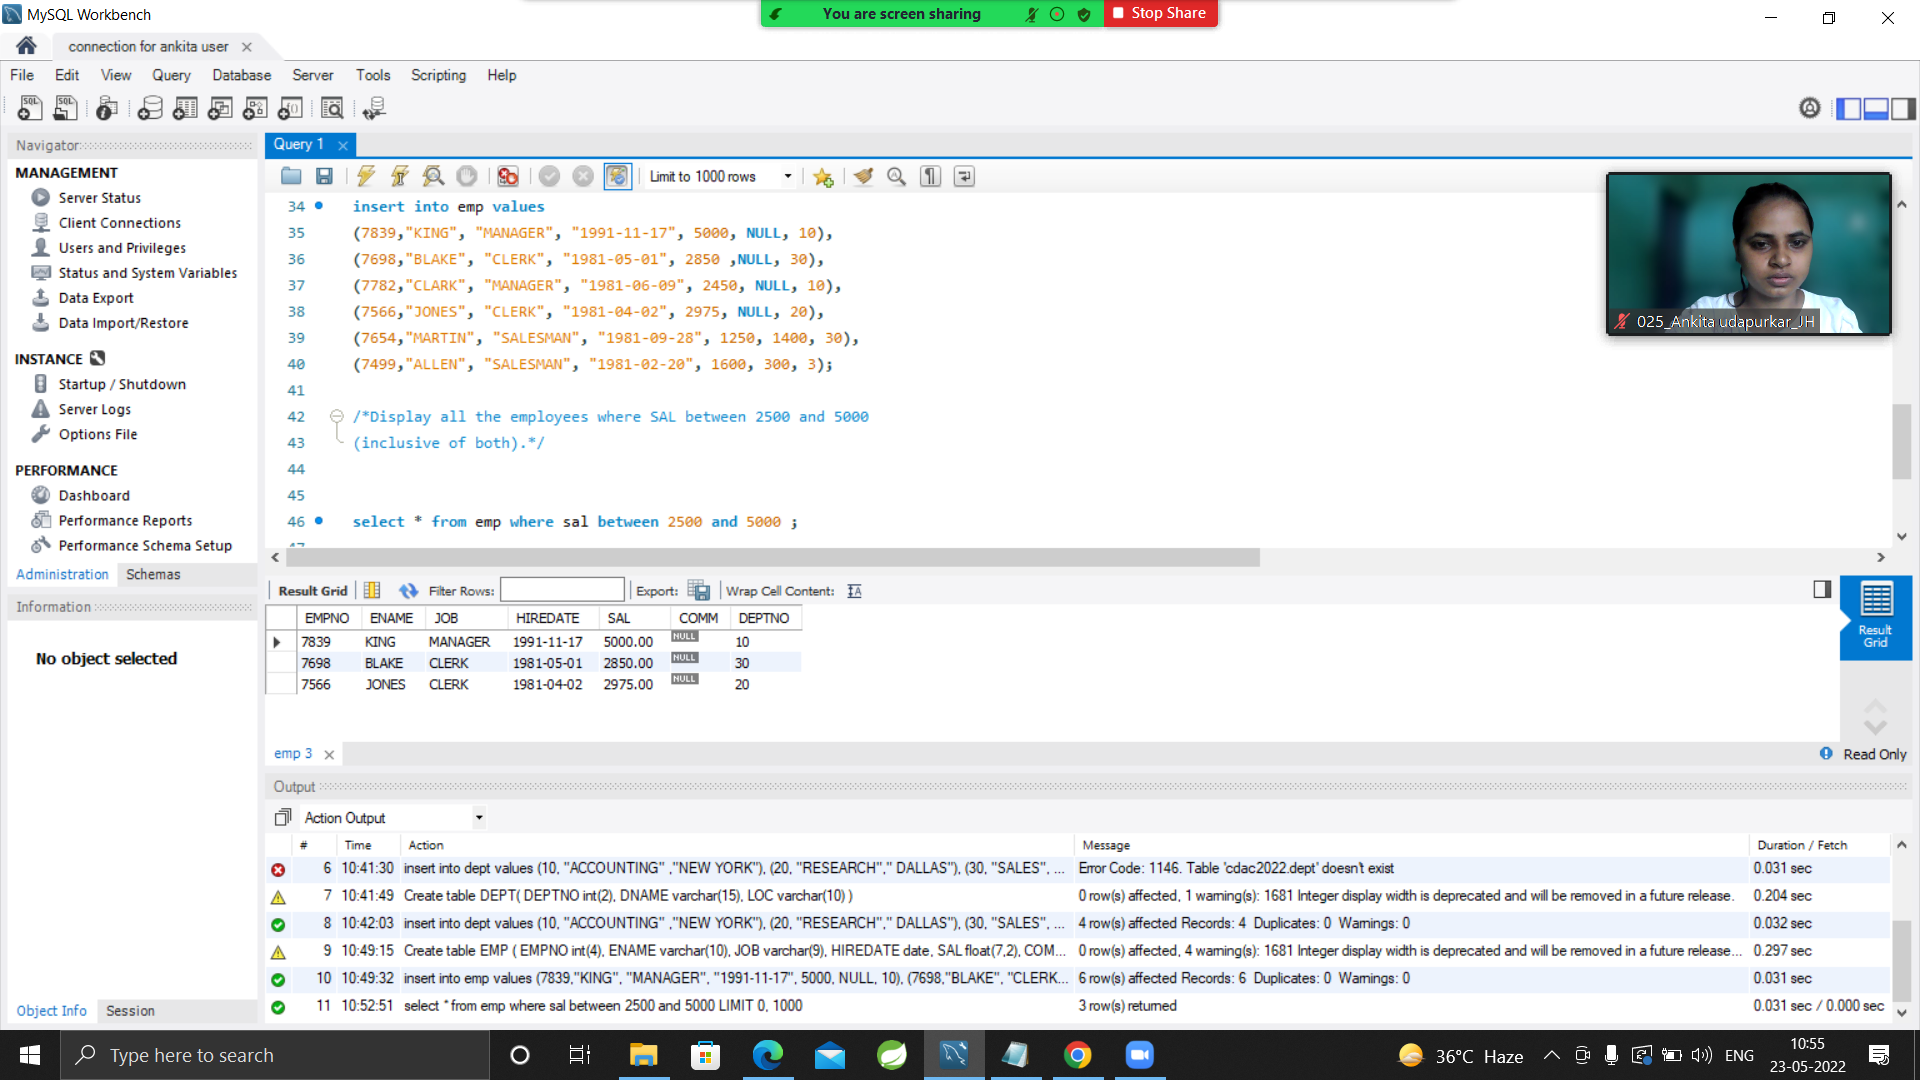 MySQL Workbench
You are screen sharing
Stop Share
connection for ankita user
File Edit View Query Database Server Tools Scripting Help
Navigator
MANAGEMENT
Server Status
Client Connections
Users and Privileges
Status and System Variables
Data Export
Data Import/Restore
INSTANCE
Startup / Shutdown
Server Logs
Options File
PERFORMANCE
Dashboard
Performance Reports
Performance Schema Setup
Administration Schemas
Information
No object selected
Object Info Session
Query 1
Limit to 1000 rows
34 insert into emp values
35 (7839,"KING", "MANAGER", "1991-11-17", 5000, NULL, 10),
36 (7698,"BLAKE", "CLERK", "1981-05-01", 2850 ,NULL, 30),
37 (7782,"CLARK", "MANAGER", "1981-06-09", 2450, NULL, 10),
38 (7566,"JONES", "CLERK", "1981-04-02", 2975, NULL, 20),
39 (7654,"MARTIN", "SALESMAN", "1981-09-28", 1250, 1400, 30),
40 (7499,"ALLEN", "SALESMAN", "1981-02-20", 1600, 300, 3);
41
42 /*Display all the employees where SAL between 2500 and 5000
43 (inclusive of both).*/
44
45
46 select * from emp where sal between 2500 and 5000 ;
025_Ankita udapurkar_JH
Result Grid Filter Rows: Export: Wrap Cell Content:
EMPNO ENAME JOB HIREDATE SAL COMM DEPTNO
7839 KING MANAGER 1991-11-17 5000.00 NULL 10
7698 BLAKE CLERK 1981-05-01 2850.00 NULL 30
7566 JONES CLERK 1981-04-02 2975.00 NULL 20
Result
Grid
emp 3
Read Only
Output
Action Output
# Time Action Message Duration / Fetch
6 10:41:30 insert into dept values (10, "ACCOUNTING" ,"NEW YORK"), (20, "RESEARCH"," DALLAS"), (30, "SALES", ... Error Code: 1146. Table 'cdac2022.dept' doesn't exist 0.031 sec
7 10:41:49 Create table DEPT( DEPTNO int(2), DNAME varchar(15), LOC varchar(10) ) 0 row(s) affected, 1 warning(s): 1681 Integer display width is deprecated and will be removed in a future release. 0.204 sec
8 10:42:03 insert into dept values (10, "ACCOUNTING" ,"NEW YORK"), (20, "RESEARCH"," DALLAS"), (30, "SALES", ... 4 row(s) affected Records: 4 Duplicates: 0 Warnings: 0 0.032 sec
9 10:49:15 Create table EMP ( EMPNO int(4), ENAME varchar(10), JOB varchar(9), HIREDATE date, SAL float(7,2), COM... 0 row(s) affected, 4 warning(s): 1681 Integer display width is deprecated and will be removed in a future release... 0.297 sec
10 10:49:32 insert into emp values (7839,"KING", "MANAGER", "1991-11-17", 5000, NULL, 10), (7698,"BLAKE", "CLERK... 6 row(s) affected Records: 6 Duplicates: 0 Warnings: 0 0.031 sec
11 10:52:51 select * from emp where sal between 2500 and 5000 LIMIT 0, 1000 3 row(s) returned 0.031 sec / 0.000 sec
Type here to search
36°C Haze
ENG
10:55
23-05-2022